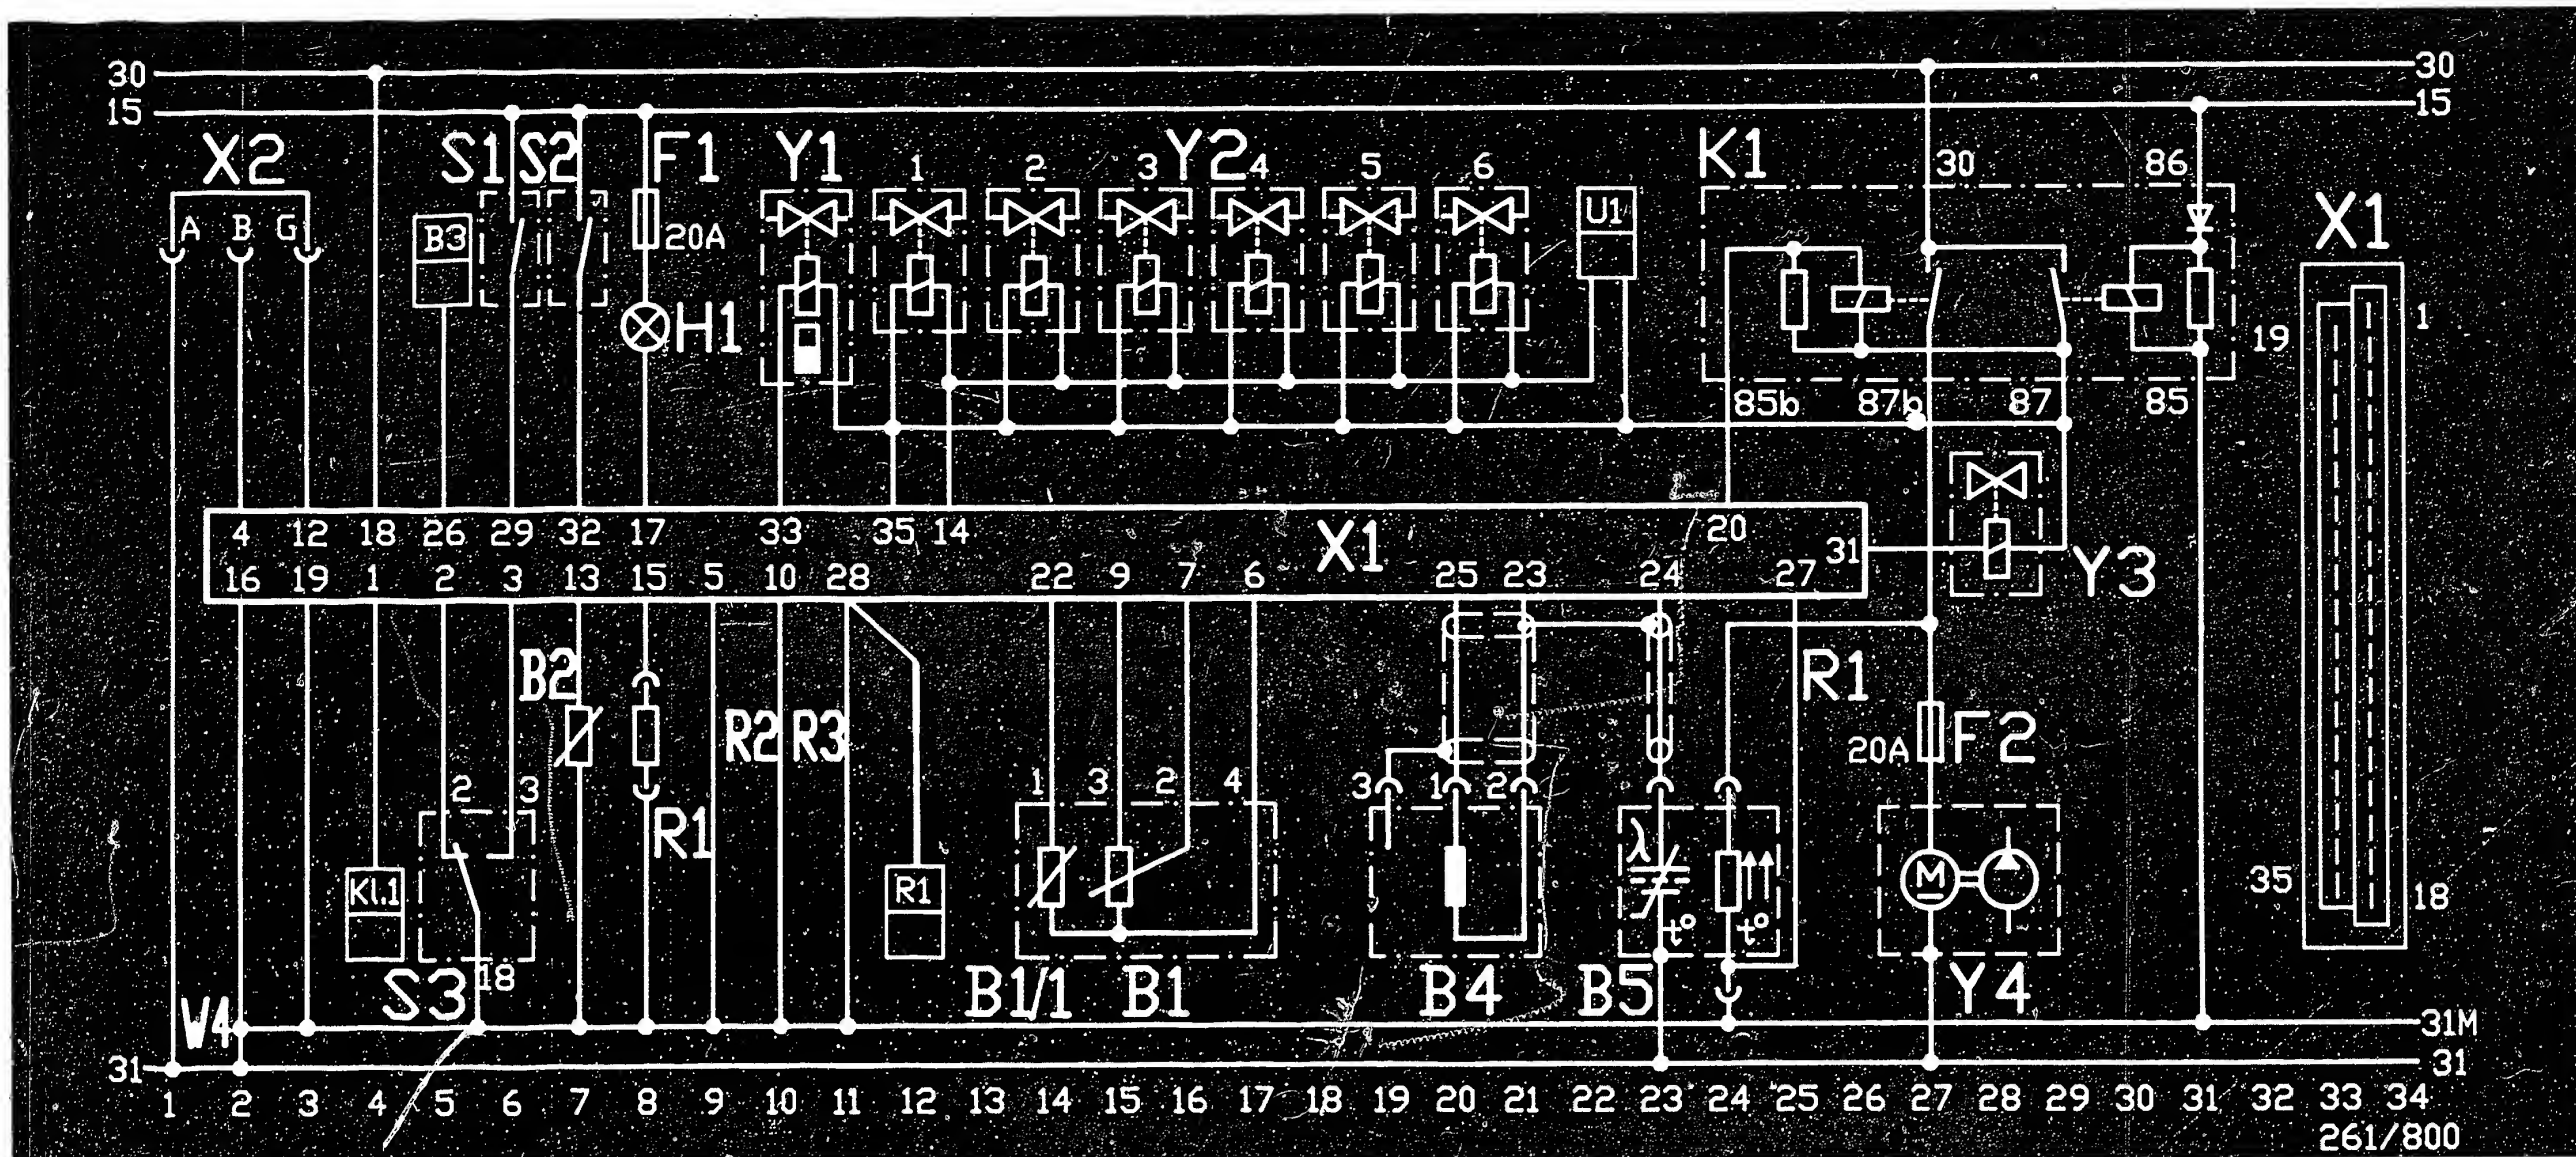 30 30
15 15
X2 S1 S2 F1 Y1 1 2 3 Y2 4 5 6 K1 30 86
A B G B3 20A U1 X1
H1 19 1
85b 87b 87 85
4 12 18 26 29 32 17 33 35 14 X1 20 31
16 19 1 2 3 13 15 5 10 28 22 9 7 6 25 23 24 27 Y3
B2 R1
R2 R3 20A F2
2 3 R1 1 3 2 4 3 1 2
Kl.1 R1 λ M 35 18
t° t°
S3 18 B1/1 B1 B4 B5 Y4
W4 31M
31 31
1 2 3 4 5 6 7 8 9 10 11 12 13 14 15 16 17 18 19 20 21 22 23 24 25 26 27 28 29 30 31 32 33 34
261/800